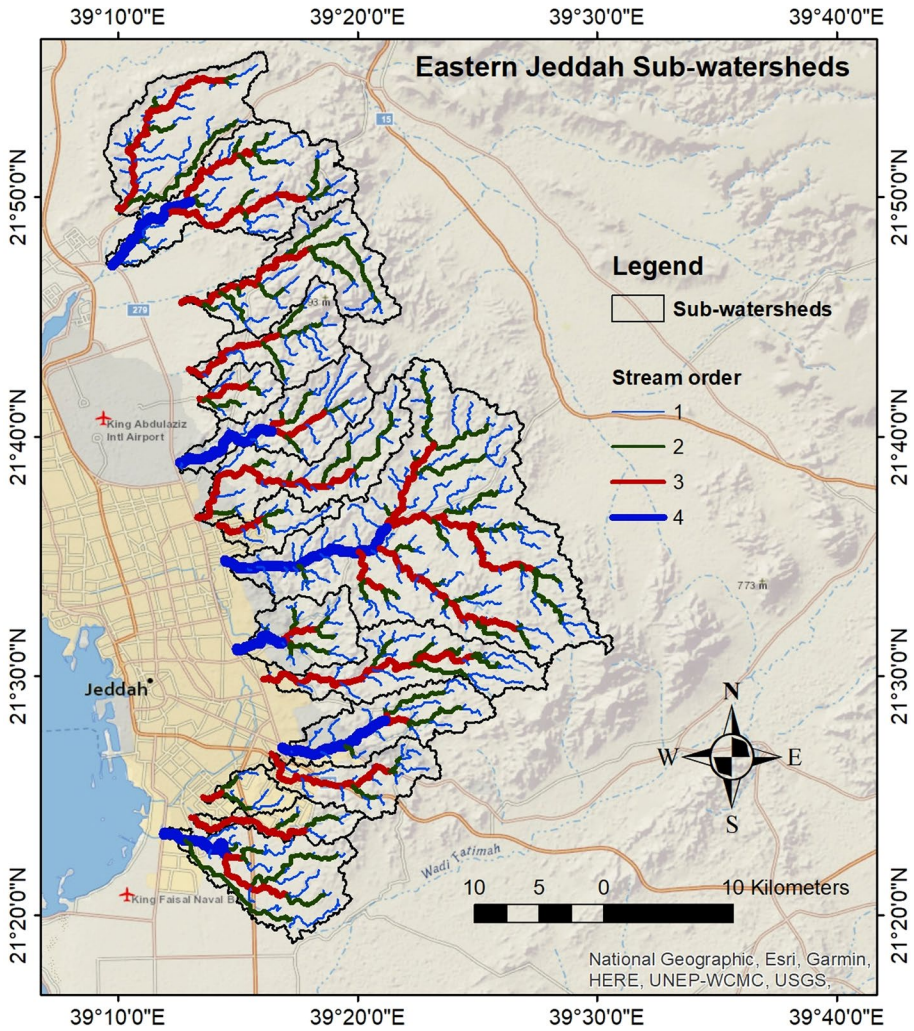 39°10'0"E 39°20'0"E 39°30'0"E 39°40'0"E
Eastern Jeddah Sub-watersheds
15
21°50'0"N 21°50'0"N
Legend
Sub-watersheds
279
93 m
Stream order
1
2
3
4
21°40'0"N 21°40'0"N
King Abdulaziz
Intl Airport
773 m
21°30'0"N 21°30'0"N
Jeddah
N
W E
S
Wadi Fatimah
10 5 0 10 Kilometers
King Faisal Naval B
21°20'0"N 21°20'0"N
National Geographic, Esri, Garmin,
HERE, UNEP-WCMC, USGS,
39°10'0"E 39°20'0"E 39°30'0"E 39°40'0"E